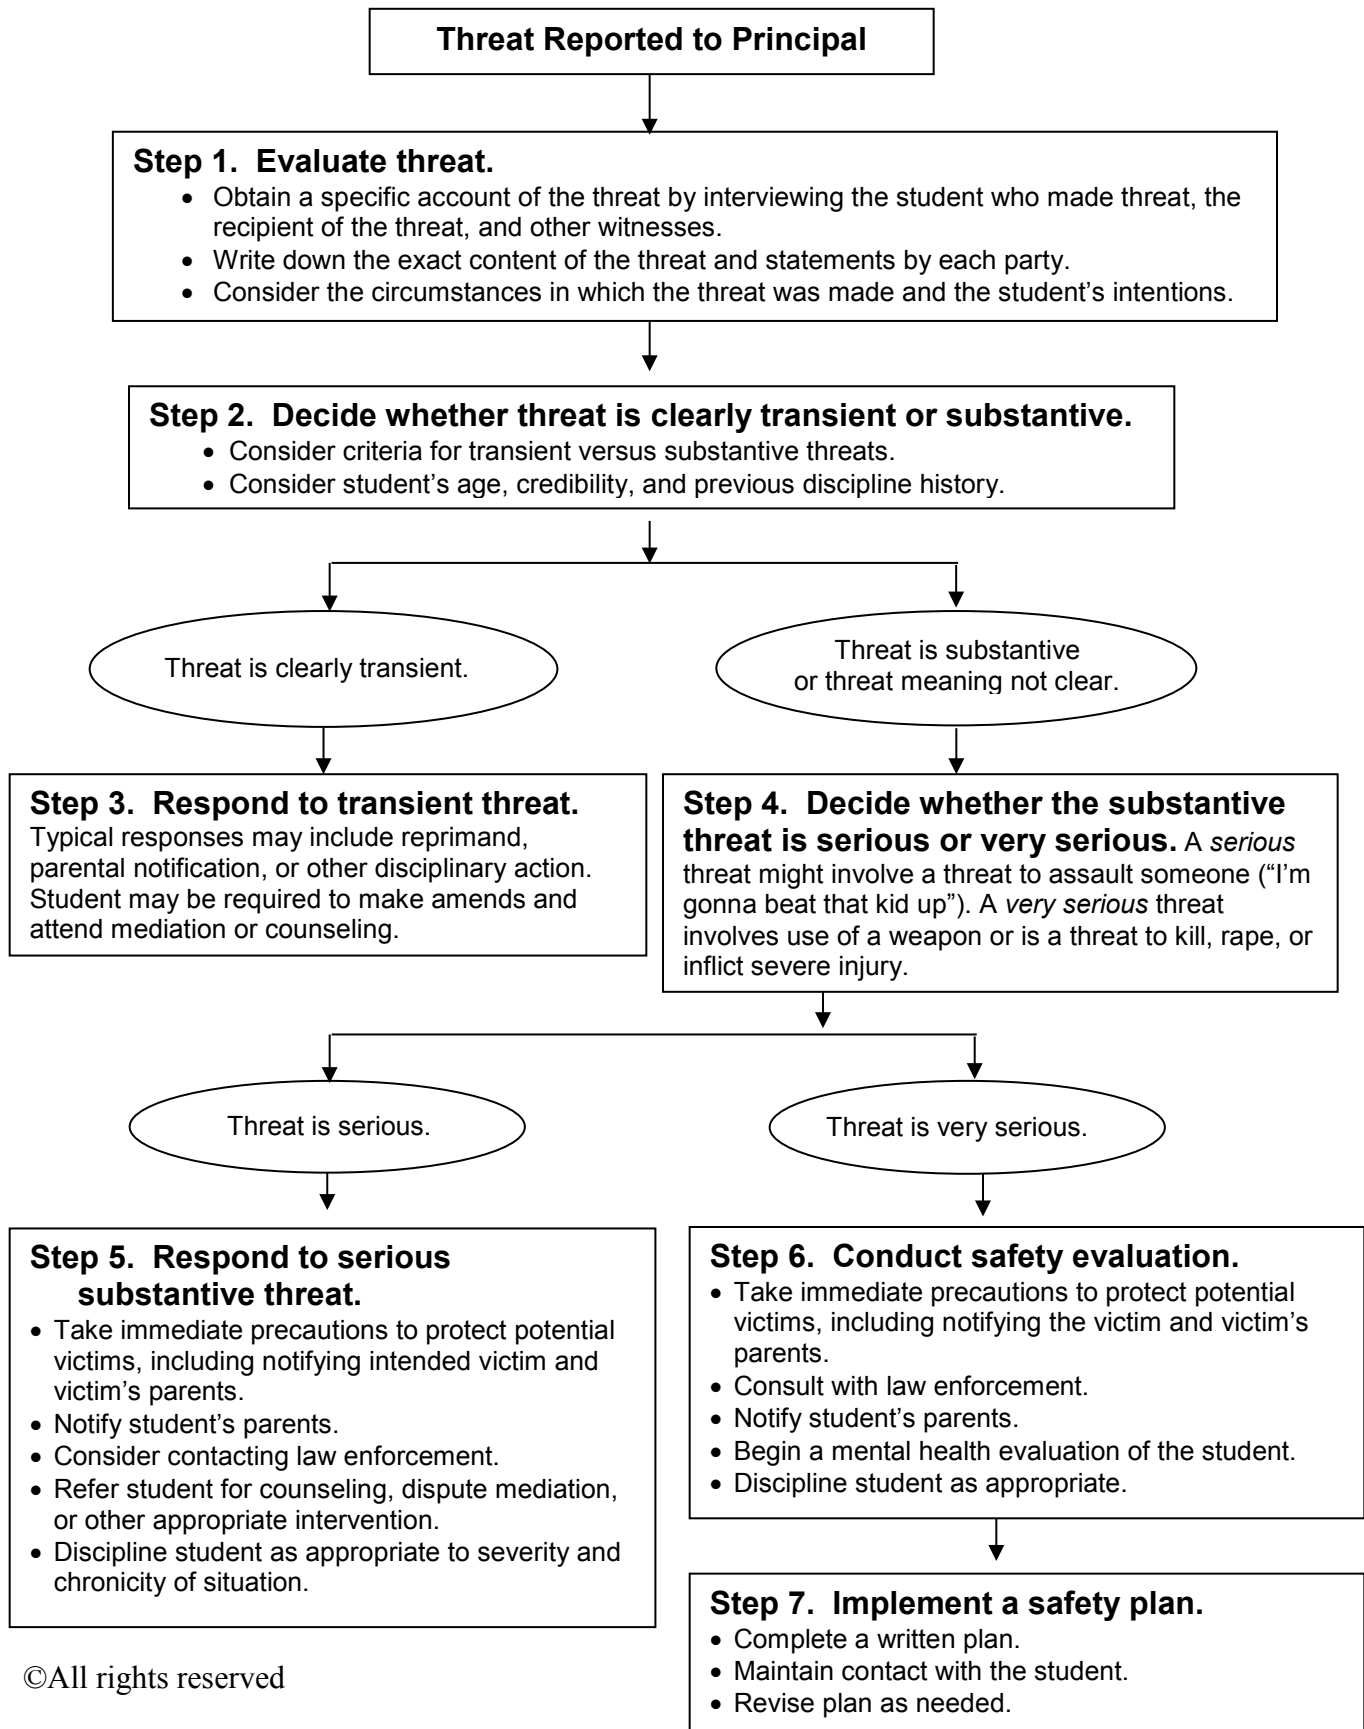 Threat Reported to Principal
Step 1. Evaluate threat.
• Obtain a specific account of the threat by interviewing the student who made threat, the
recipient of the threat, and other witnesses.
• Write down the exact content of the threat and statements by each party.
• Consider the circumstances in which the threat was made and the student’s intentions.
Step 2. Decide whether threat is clearly transient or substantive.
• Consider criteria for transient versus substantive threats.
• Consider student’s age, credibility, and previous discipline history.
Threat is clearly transient.
Threat is substantive
or threat meaning not clear.
Step 3. Respond to transient threat.
Typical responses may include reprimand,
parental notification, or other disciplinary action.
Student may be required to make amends and
attend mediation or counseling.
Step 4. Decide whether the substantive
threat is serious or very serious. A serious
threat might involve a threat to assault someone (“I’m
gonna beat that kid up”). A very serious threat
involves use of a weapon or is a threat to kill, rape, or
inflict severe injury.
Threat is serious.
Threat is very serious.
Step 5. Respond to serious
substantive threat.
• Take immediate precautions to protect potential
victims, including notifying intended victim and
victim’s parents.
• Notify student’s parents.
• Consider contacting law enforcement.
• Refer student for counseling, dispute mediation,
or other appropriate intervention.
• Discipline student as appropriate to severity and
chronicity of situation.
Step 6. Conduct safety evaluation.
• Take immediate precautions to protect potential
victims, including notifying the victim and victim’s
parents.
• Consult with law enforcement.
• Notify student’s parents.
• Begin a mental health evaluation of the student.
• Discipline student as appropriate.
Step 7. Implement a safety plan.
• Complete a written plan.
• Maintain contact with the student.
• Revise plan as needed.
©All rights reserved